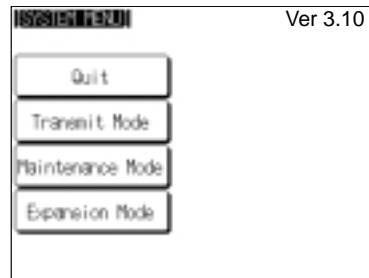 [SYSTEM MENU]
Ver 3.10
Quit
Transmit Mode
Maintenance Mode
Expansion Mode